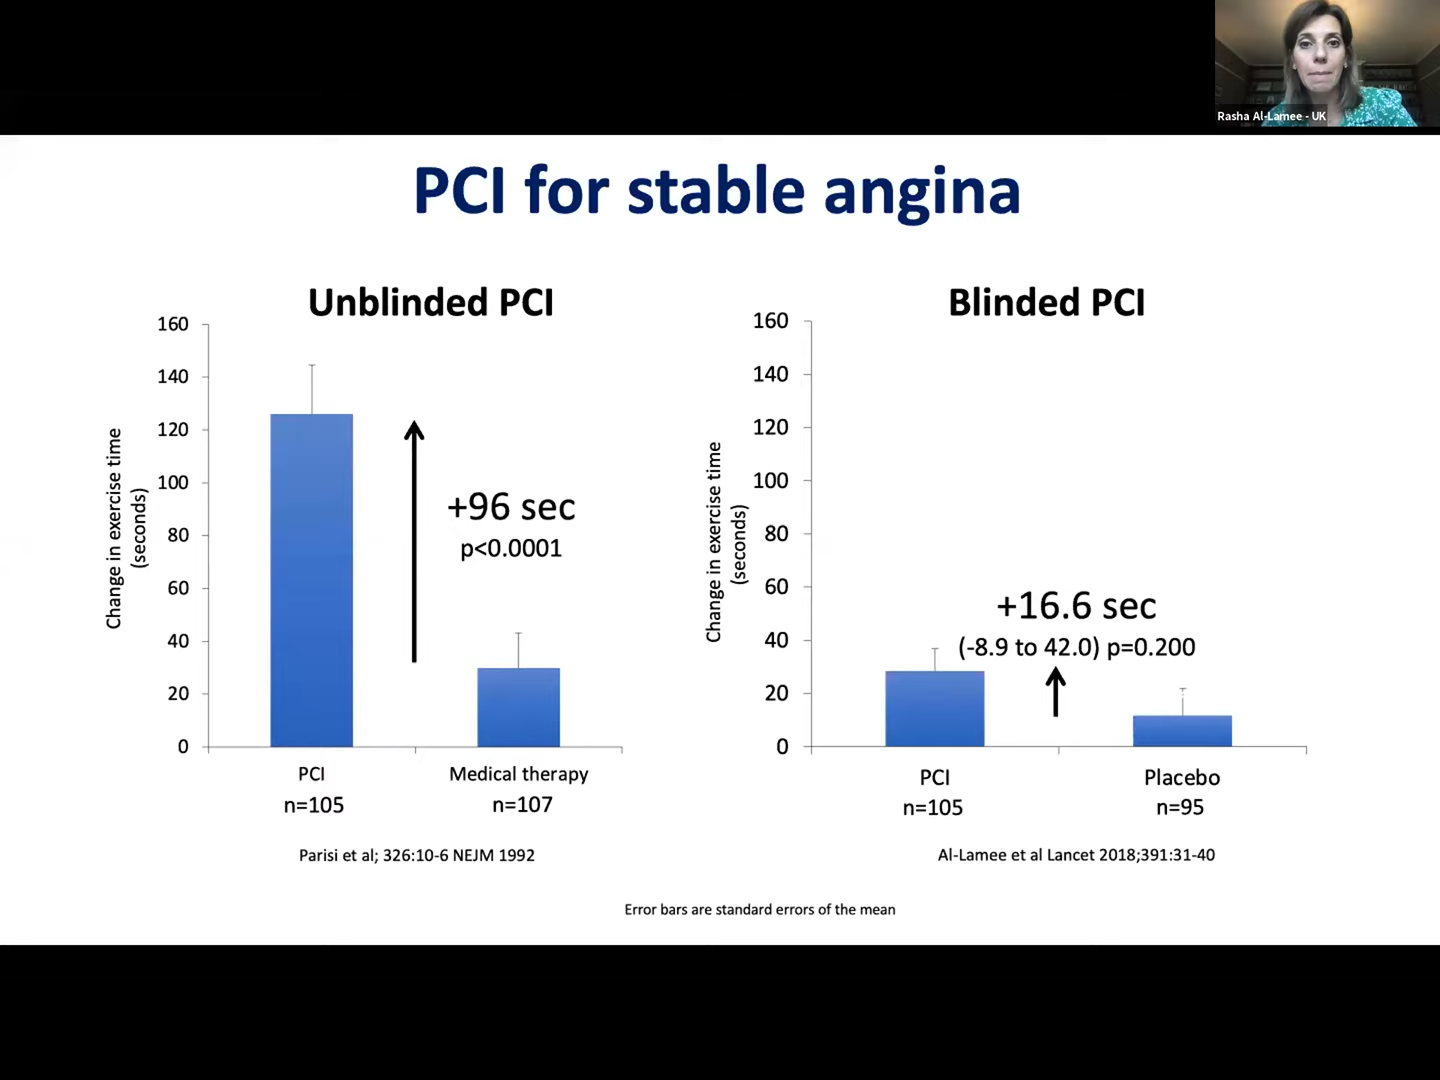 Rasha Al-Lamee - UK
PCI for stable angina
Unblinded PCI
160
140
120
100
80
60
40
20
0
Change in exercise time
(seconds)
+96 sec
p<0.0001
PCI
n=105
Medical therapy
n=107
Parisi et al; 326:10-6 NEJM 1992
Blinded PCI
160
140
120
100
80
60
40
20
0
Change in exercise time
(seconds)
+16.6 sec
(-8.9 to 42.0) p=0.200
PCI
n=105
Placebo
n=95
Al-Lamee et al Lancet 2018;391:31-40
Error bars are standard errors of the mean